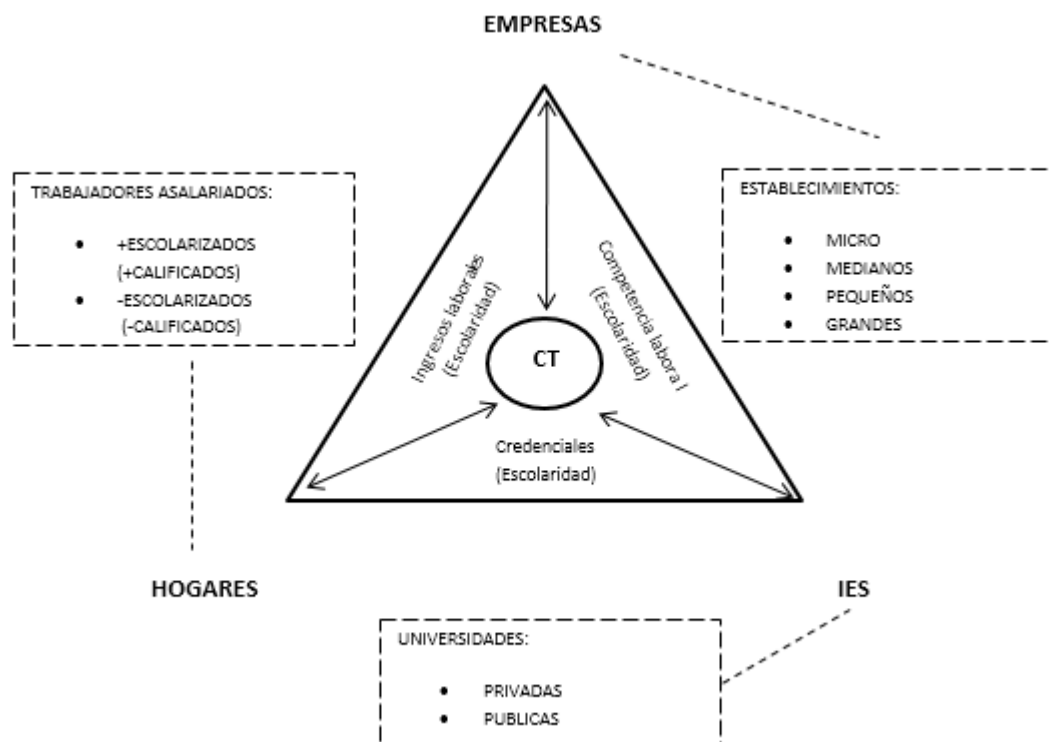 EMPRESAS
TRABAJADORES ASALARIADOS:
• +ESCOLARIZADOS
(+CALIFICADOS)
• -ESCOLARIZADOS
(-CALIFICADOS)
ESTABLECIMIENTOS:
• MICRO
• MEDIANOS
• PEQUEÑOS
• GRANDES
Ingresos laborales
(Escolaridad)
Competencia labora l
(Escolaridad)
CT
Credenciales
(Escolaridad)
HOGARES
IES
UNIVERSIDADES:
• PRIVADAS
• PUBLICAS